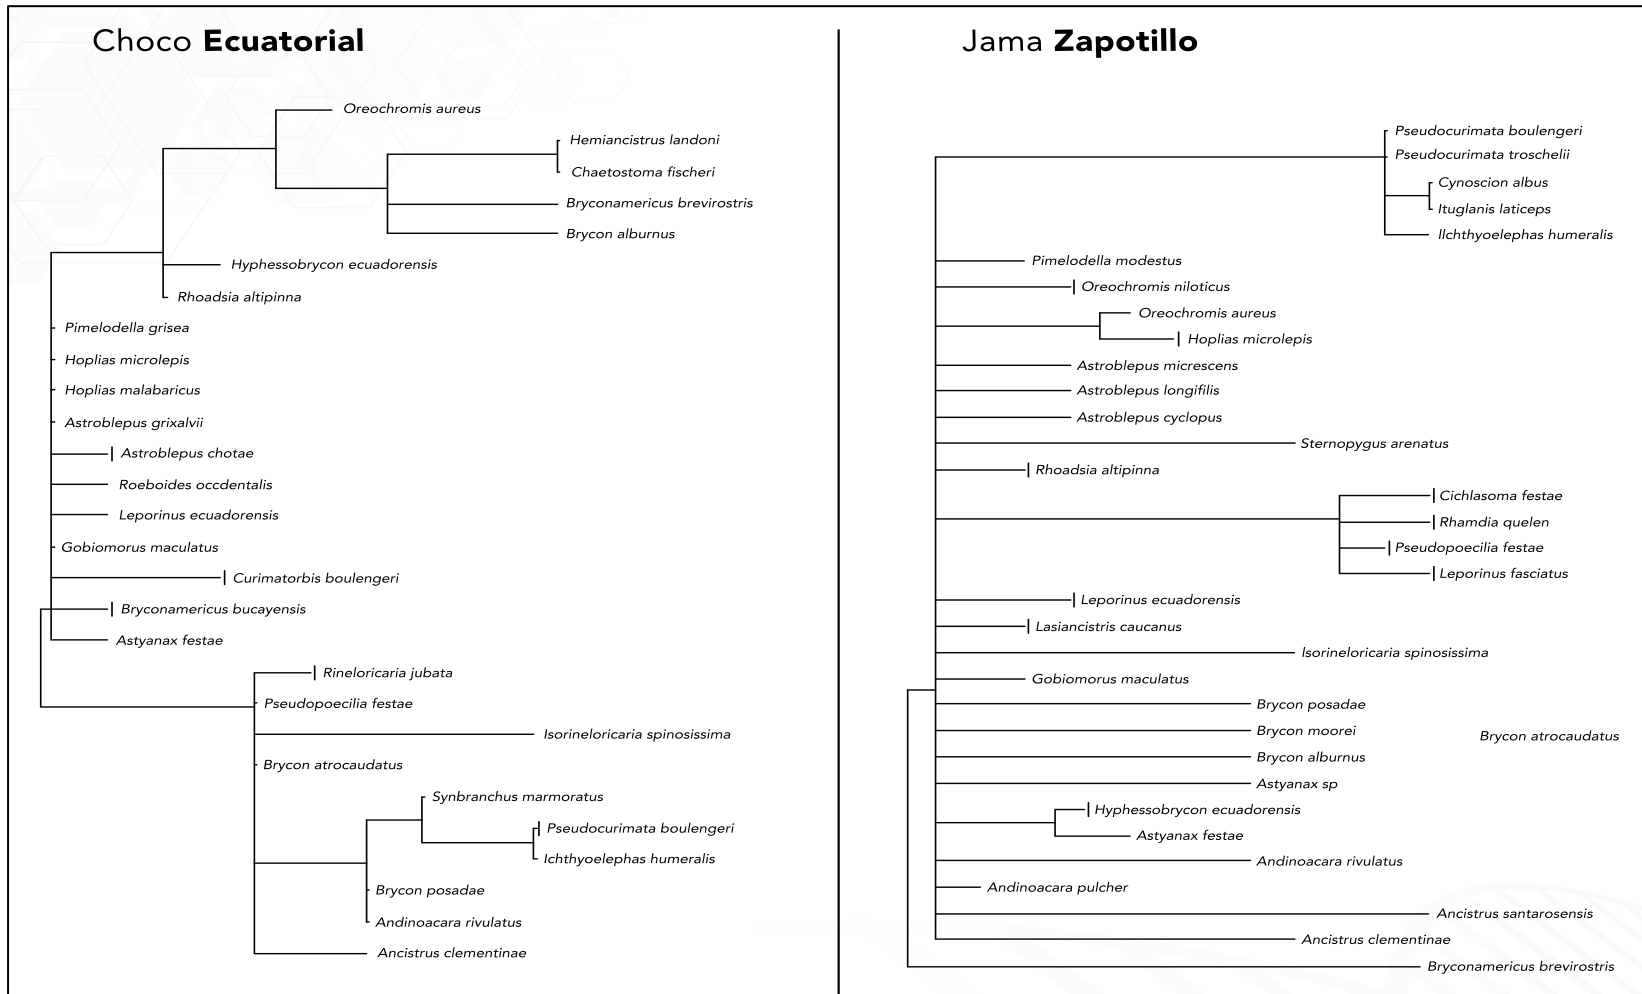 Choco Ecuatorial
Oreochromis aureus
Hemiancistrus landoni
Chaetostoma fischeri
Bryconamericus brevirostris
Brycon alburnus
Hyphessobrycon ecuadorensis
Rhoadsia altipinna
Pimelodella grisea
Hoplias microlepis
Hoplias malabaricus
Astroblepus grixalvii
Astroblepus chotae
Roeboides occdentalis
Leporinus ecuadorensis
Gobiomorus maculatus
Curimatorbis boulengeri
Bryconamericus bucayensis
Astyanax festae
Rineloricaria jubata
Pseudopoecilia festae
Isorineloricaria spinosissima
Brycon atrocaudatus
Synbranchus marmoratus
Pseudocurimata boulengeri
Ichthyoelephas humeralis
Brycon posadae
Andinoacara rivulatus
Ancistrus clementinae
Jama Zapotillo
Pseudocurimata boulengeri
Pseudocurimata troschelii
Cynoscion albus
Ituglanis laticeps
Ilchthyoelephas humeralis
Pimelodella modestus
Oreochromis niloticus
Oreochromis aureus
Hoplias microlepis
Astroblepus micrescens
Astroblepus longifilis
Astroblepus cyclopus
Sternopygus arenatus
Rhoadsia altipinna
Cichlasoma festae
Rhamdia quelen
Pseudopoecilia festae
Leporinus fasciatus
Leporinus ecuadorensis
Lasiancistris caucanus
Isorineloricaria spinosissima
Gobiomorus maculatus
Brycon posadae
Brycon moorei
Brycon atrocaudatus
Brycon alburnus
Astyanax sp
Hyphessobrycon ecuadorensis
Astyanax festae
Andinoacara rivulatus
Andinoacara pulcher
Ancistrus santarosensis
Ancistrus clementinae
Bryconamericus brevirostris